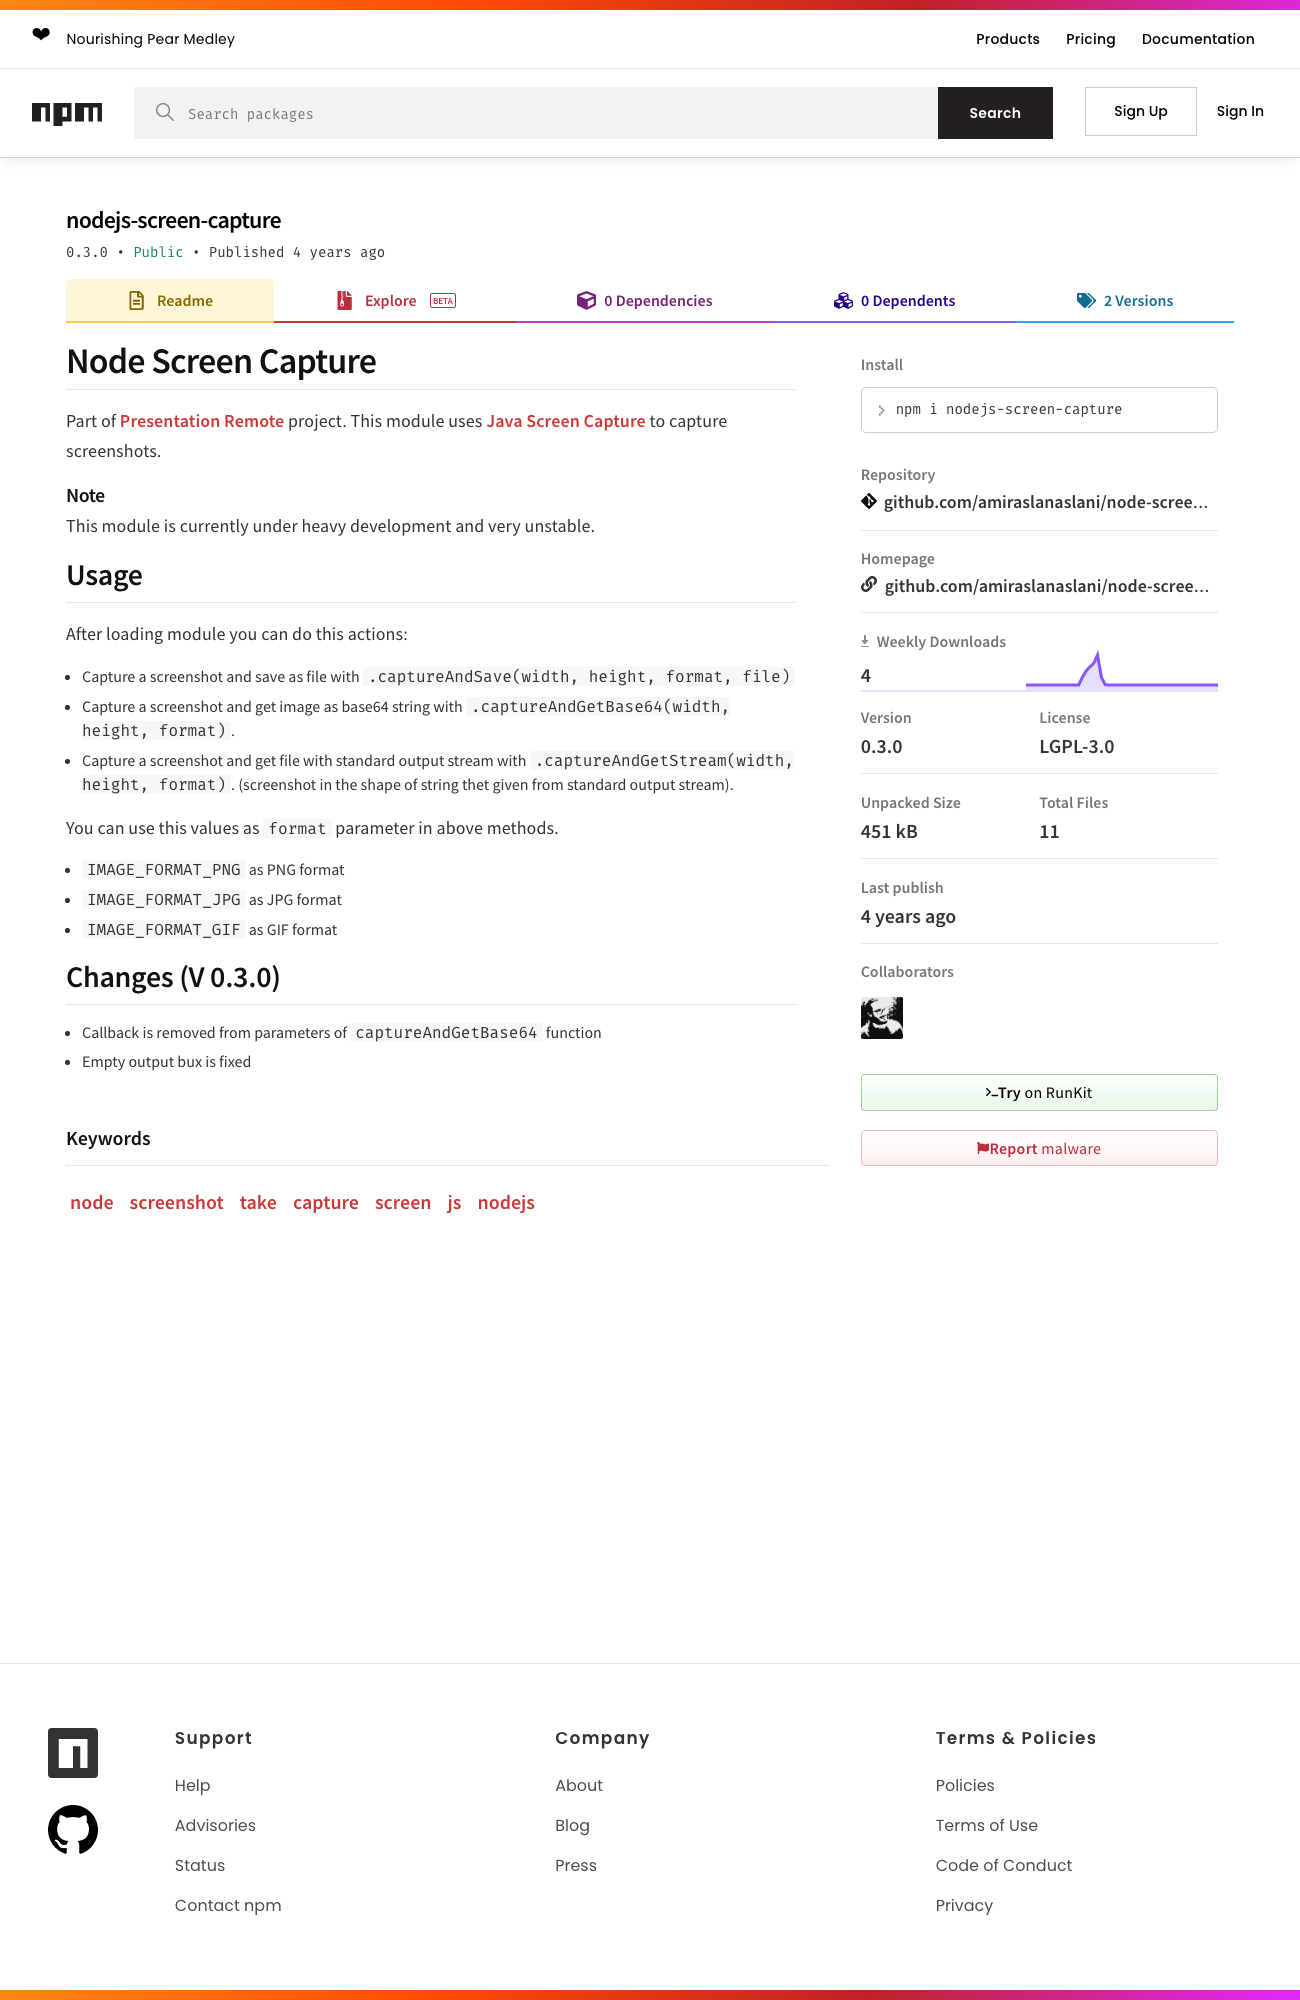 Nourishing Pear Medley
Products
Pricing
Documentation
npm
Search packages
Search
Sign Up
Sign In
nodejs-screen-capture
0.3.0 • Public • Published 4 years ago
Readme
Explore BETA
0 Dependencies
0 Dependents
2 Versions
Node Screen Capture
Part of Presentation Remote project. This module uses Java Screen Capture to capture
screenshots.
Note
This module is currently under heavy development and very unstable.
Usage
After loading module you can do this actions:
• Capture a screenshot and save as file with .captureAndSave(width, height, format, file)
• Capture a screenshot and get image as base64 string with .captureAndGetBase64(width,
height, format).
• Capture a screenshot and get file with standard output stream with .captureAndGetStream(width,
height, format). (screenshot in the shape of string thet given from standard output stream).
You can use this values as format parameter in above methods.
• IMAGE_FORMAT_PNG as PNG format
• IMAGE_FORMAT_JPG as JPG format
• IMAGE_FORMAT_GIF as GIF format
Changes (V 0.3.0)
• Callback is removed from parameters of captureAndGetBase64 function
• Empty output bux is fixed
Keywords
node screenshot take capture screen js nodejs
Install
npm i nodejs-screen-capture
Repository
github.com/amiraslanaslani/node-scree...
Homepage
github.com/amiraslanaslani/node-scree...
Weekly Downloads
4
Version
0.3.0
License
LGPL-3.0
Unpacked Size
451 kB
Total Files
11
Last publish
4 years ago
Collaborators
Try on RunKit
Report malware
Support
Help
Advisories
Status
Contact npm
Company
About
Blog
Press
Terms & Policies
Policies
Terms of Use
Code of Conduct
Privacy